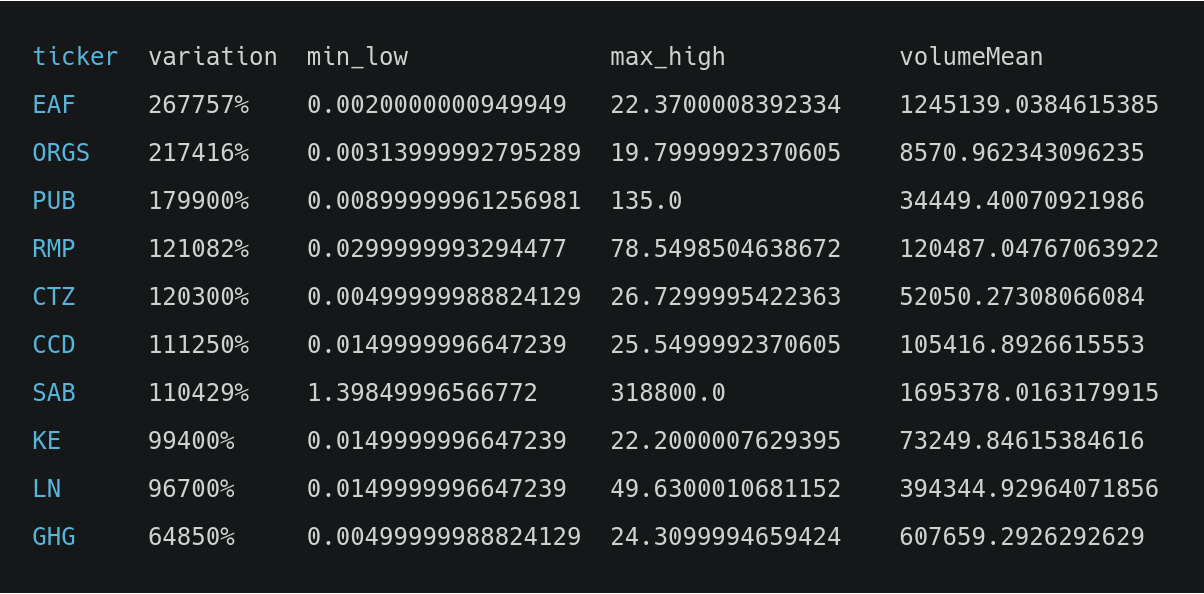 ticker variation min_low max_high volumeMean
EAF 267757% 0.00200000000949949 22.3700008392334 1245139.0384615385
ORGS 217416% 0.00313999992795289 19.7999992370605 8570.962343096235
PUB 179900% 0.00899999961256981 135.0 34449.40070921986
RMP 121082% 0.0299999993294477 78.5498504638672 120487.04767063922
CTZ 120300% 0.00499999988824129 26.7299995422363 52050.27308066084
CCD 111250% 0.0149999996647239 25.5499992370605 105416.8926615553
SAB 110429% 1.39849996566772 318800.0 1695378.0163179915
KE 99400% 0.0149999996647239 22.2000007629395 73249.84615384616
LN 96700% 0.0149999996647239 49.6300010681152 394344.92964071856
GHG 64850% 0.00499999988824129 24.3099994659424 607659.2926292629